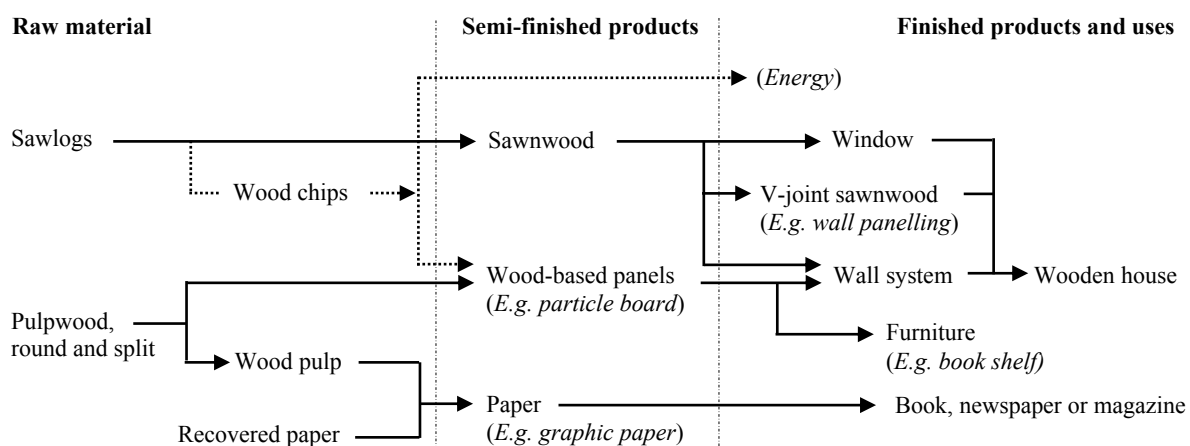 Raw material
Semi-finished products
Finished products and uses
(Energy)
Sawlogs
Sawnwood
Window
Wood chips
V-joint sawnwood
(E.g. wall panelling)
Wood-based panels
(E.g. particle board)
Wall system
Wooden house
Pulpwood,
round and split
Furniture
(E.g. book shelf)
Wood pulp
Paper
(E.g. graphic paper)
Book, newspaper or magazine
Recovered paper